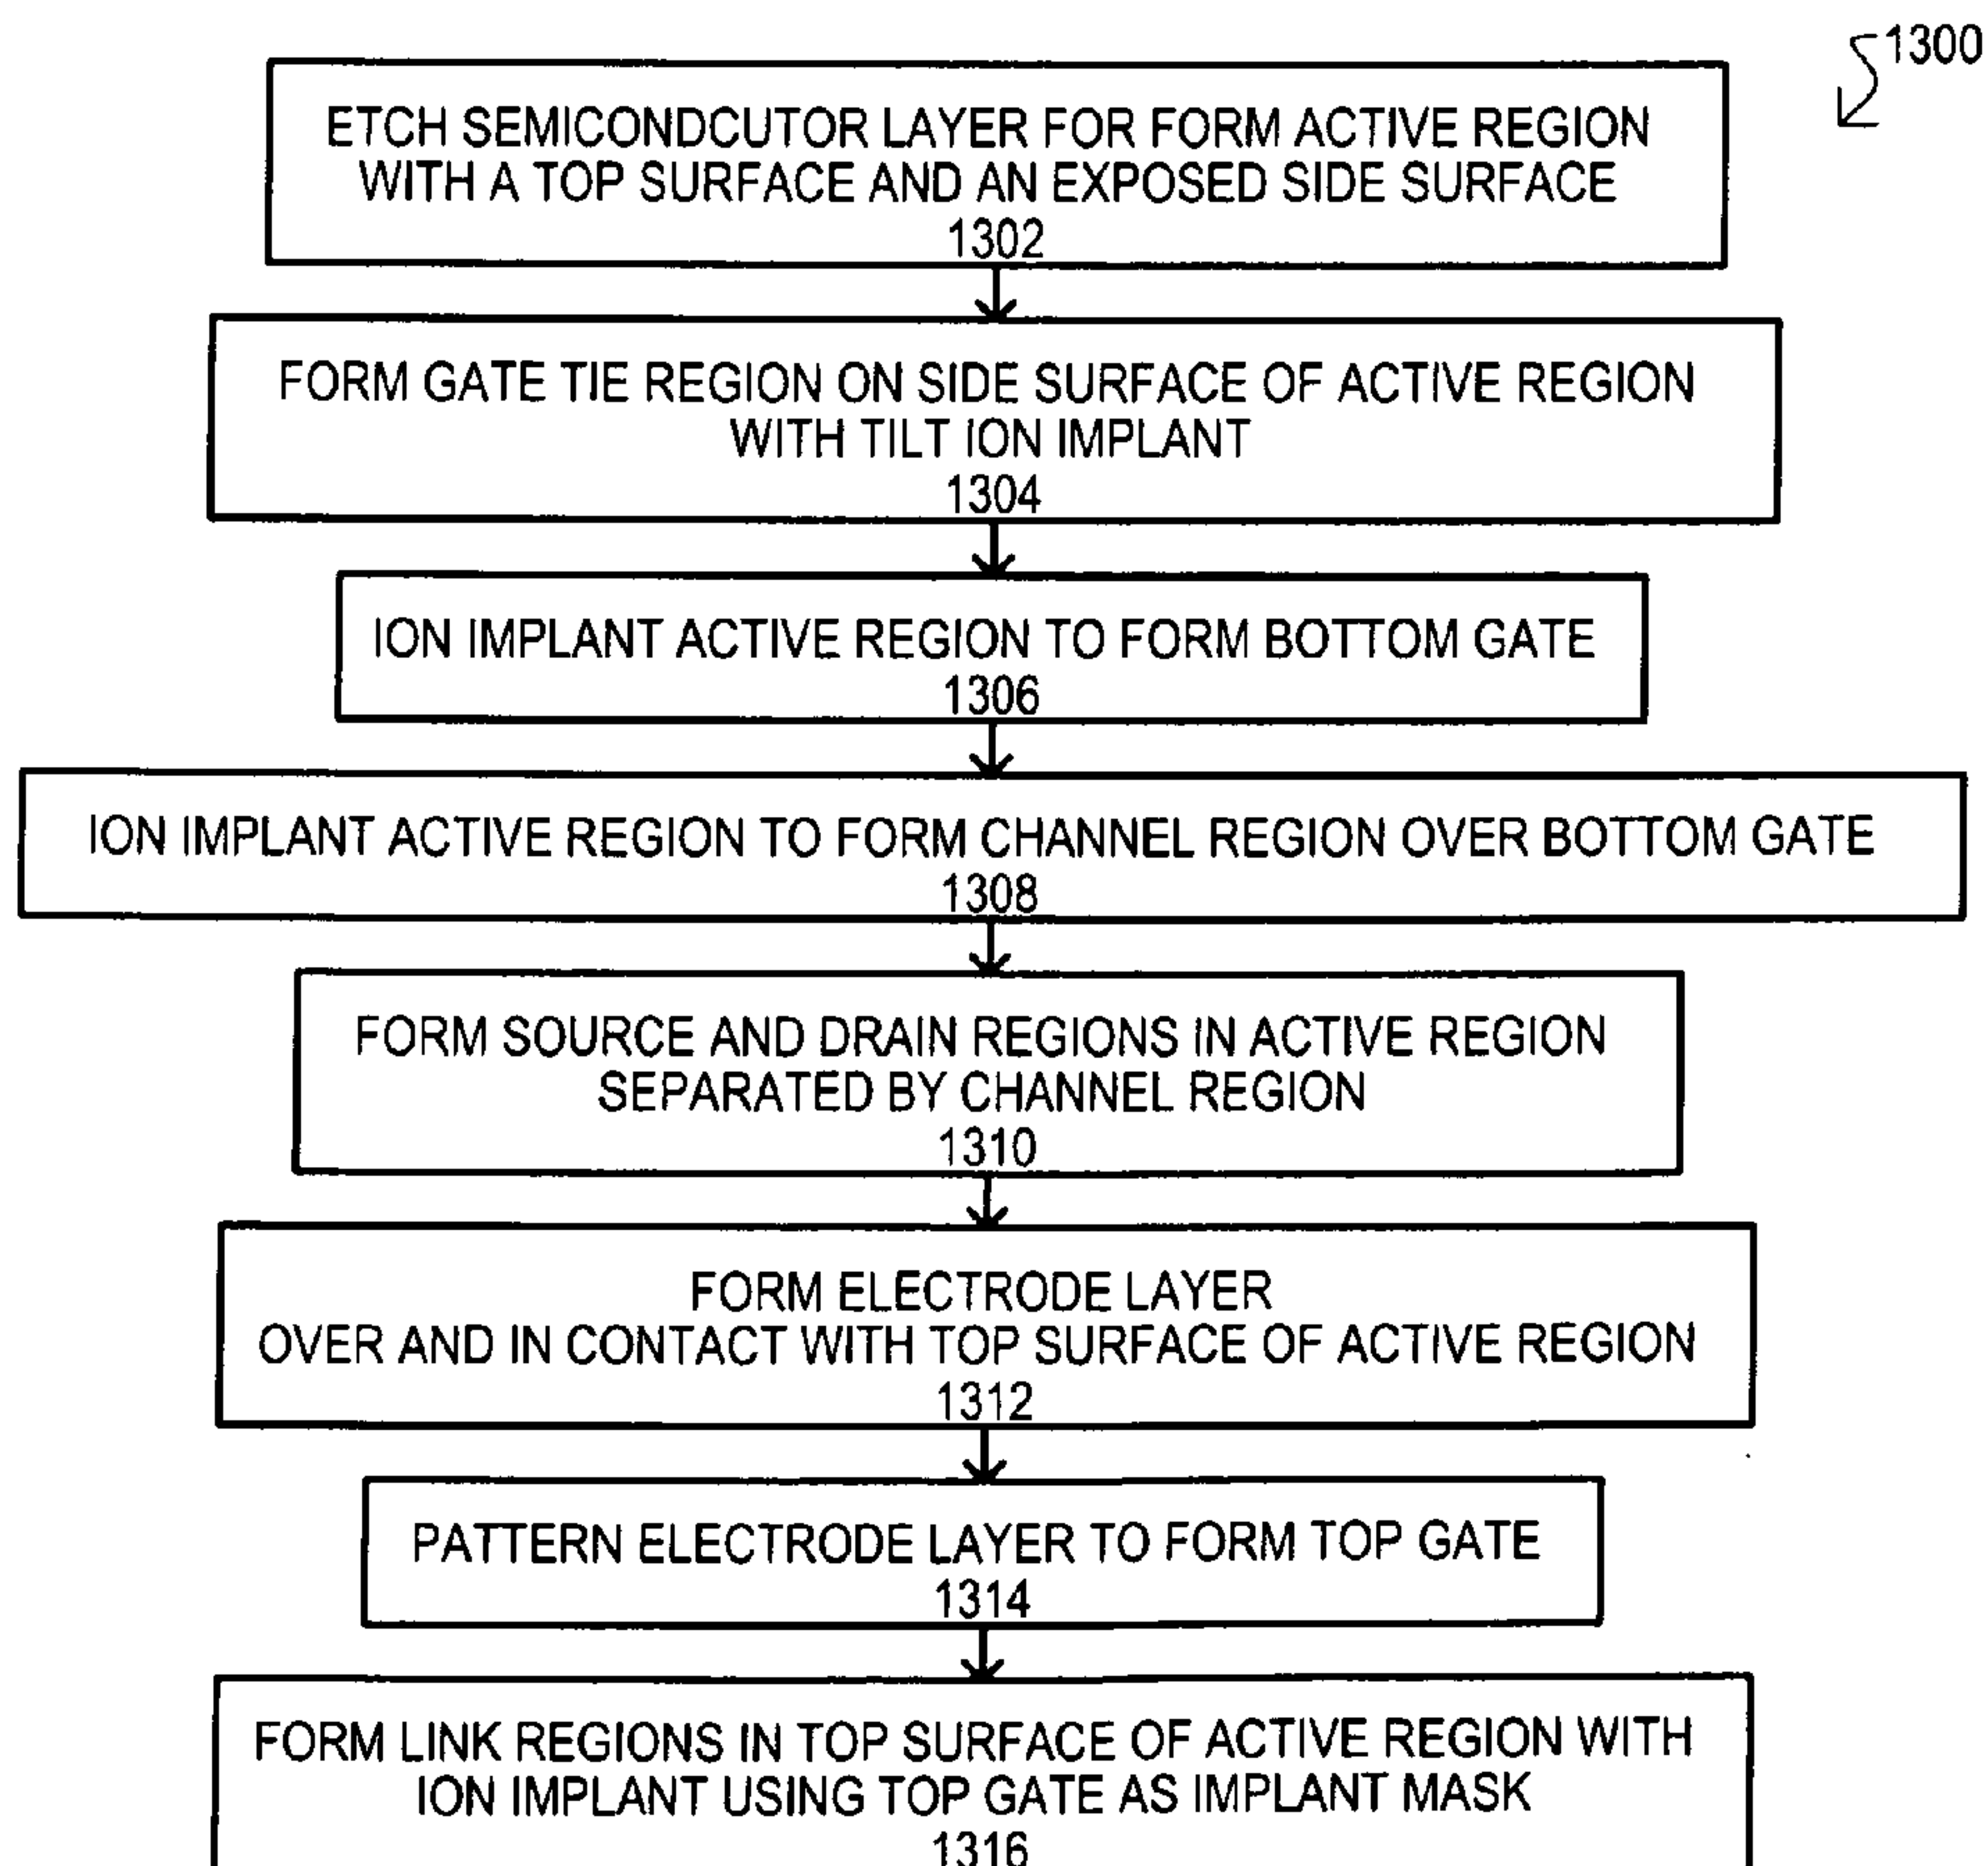 1300
ETCH SEMICONDCUTOR LAYER FOR FORM ACTIVE REGION
WITH A TOP SURFACE AND AN EXPOSED SIDE SURFACE
1302
FORM GATE TIE REGION ON SIDE SURFACE OF ACTIVE REGION
WITH TILT ION IMPLANT
1304
ION IMPLANT ACTIVE REGION TO FORM BOTTOM GATE
1306
ION IMPLANT ACTIVE REGION TO FORM CHANNEL REGION OVER BOTTOM GATE
1308
FORM SOURCE AND DRAIN REGIONS IN ACTIVE REGION
SEPARATED BY CHANNEL REGION
1310
FORM ELECTRODE LAYER
OVER AND IN CONTACT WITH TOP SURFACE OF ACTIVE REGION
1312
PATTERN ELECTRODE LAYER TO FORM TOP GATE
1314
FORM LINK REGIONS IN TOP SURFACE OF ACTIVE REGION WITH
ION IMPLANT USING TOP GATE AS IMPLANT MASK
1316